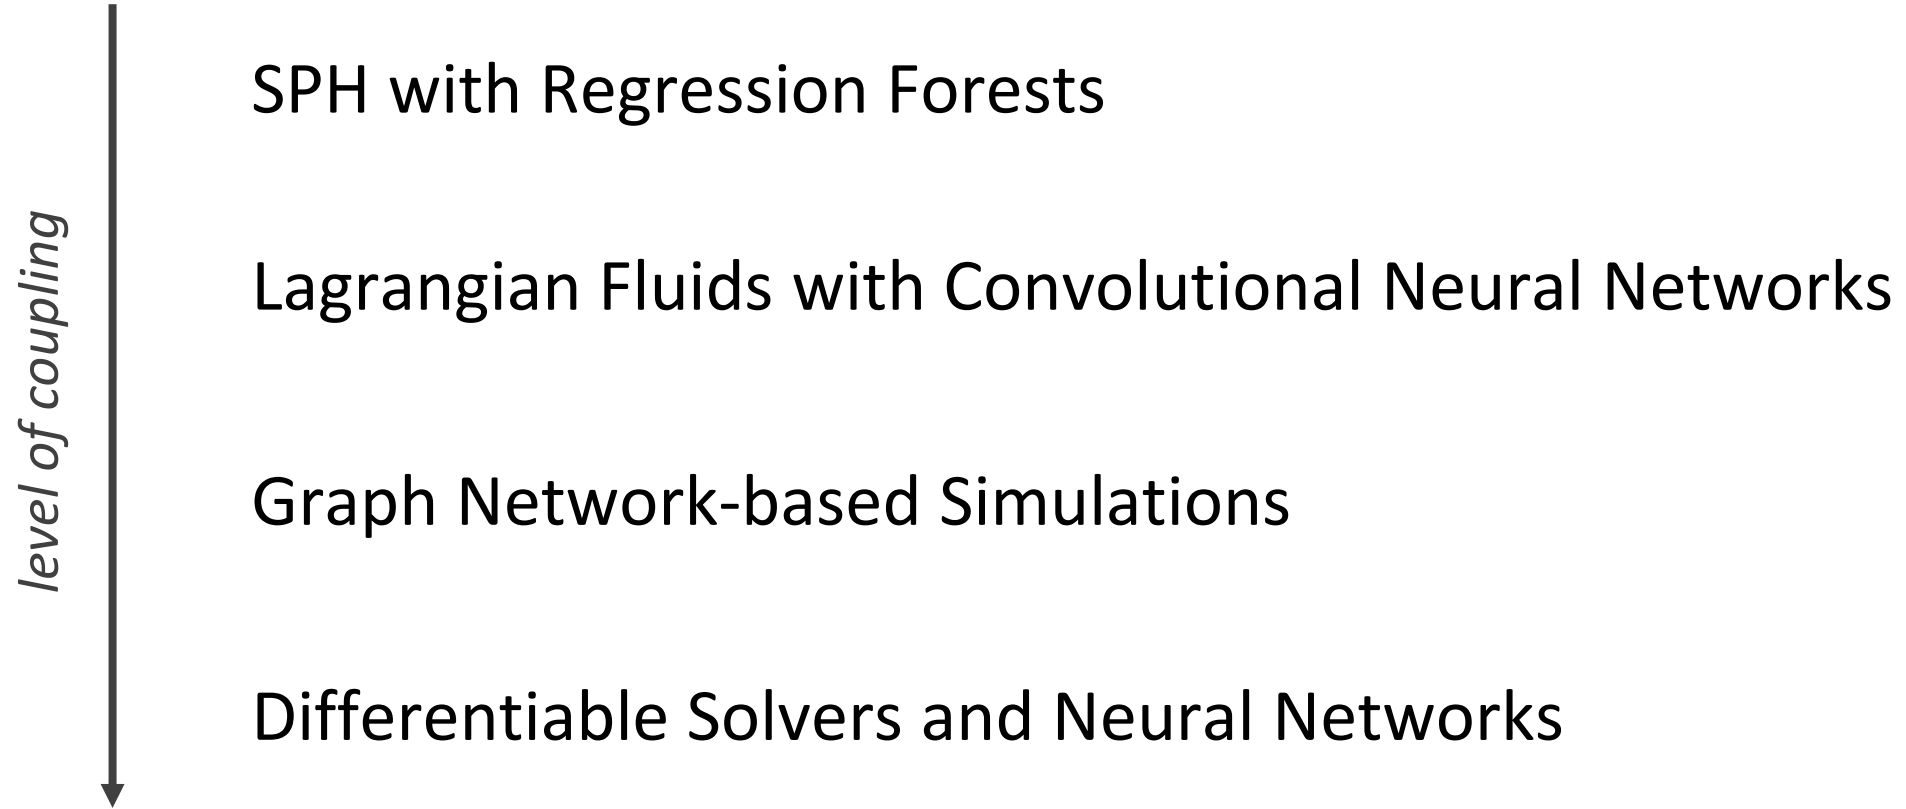 SPH with Regression Forests
Lagrangian Fluids with Convolutional Neural Networks
level of coupling
Graph Network-based Simulations
Differentiable Solvers and Neural Networks